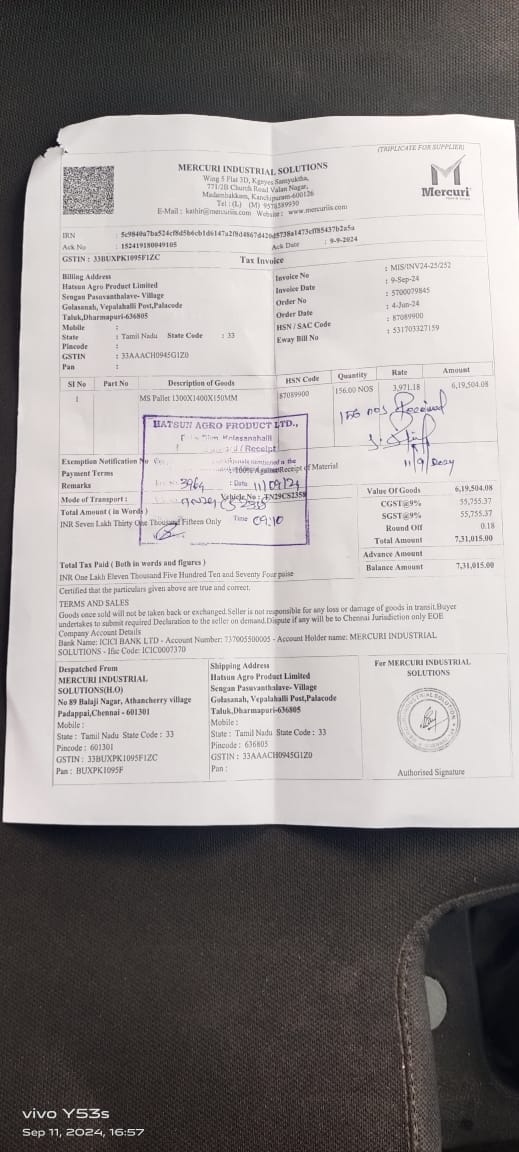 (TRIPLICATE FOR SUPPLIER)
MERCURI INDUSTRIAL SOLUTIONS
Wing 5 Flat 3D, Kgeyes Samyuktha,
771/2B Church Road Valan Nagar,
Madambakkam, Kanchipuram-600126
Tel : (L) (M) 9578589930
E-Mail : kathir@mercuriis.com Website : www.mercuriis.com
Mercuri
IRN : 5c9840a7ba524cf8d5b6cb1d6147a2f8d4867d426d5738a1473cff85437b2a5a
Ack No : 152419180049105 Ack Date : 9-9-2024
GSTIN : 33BUXPK1095F1ZC Tax Invoice
Billing Address
Hatsun Agro Product Limited
Sengan Pasuvanthalave- Village
Golasanah, Vepalahalli Post,Palacode
Taluk,Dharmapuri-636805
Mobile :
State : Tamil Nadu State Code : 33
Pincode :
GSTIN : 33AAACH0945G1Z0
Pan :
Invoice No : MIS/INV24-25/252
Invoice Date : 9-Sep-24
Order No : 5700079845
Order Date : 4-Jun-24
HSN / SAC Code : 87089900
Eway Bill No : 531703327159
Sl No Part No Description of Goods HSN Code Quantity Rate Amount
1 MS Pallet 1300X1400X150MM 87089900 156.00 NOS 3,971.18 6,19,504.08
156 nos Received
11/9/2024
HATSUN AGRO PRODUCT LTD.,
Kolasanahalli
/ Receipt
3964 Date 11/09/24
TN29 CS2358
Time 09:10
Exemption Notification No
Payment Terms : 100% Against Receipt of Material
Remarks
Mode of Transport : Vehicle No : TN29CS2358
Total Amount ( in Words )
INR Seven Lakh Thirty One Thousand Fifteen Only
Value Of Goods 6,19,504.08
CGST@9% 55,755.37
SGST@9% 55,755.37
Round Off 0.18
Total Amount 7,31,015.00
Advance Amount
Balance Amount 7,31,015.00
Total Tax Paid ( Both in words and figures )
INR One Lakh Eleven Thousand Five Hundred Ten and Seventy Four paise
Certified that the particulars given above are true and correct.
TERMS AND SALES
Goods once sold will not be taken back or exchanged.Seller is not responsible for any loss or damage of goods in transit.Buyer
undertakes to submit required Declaration to the seller on demand.Dispute if any will be to Chennai Jurisdiction only EOE
Company Account Details
Bank Name: ICICI BANK LTD - Account Number: 737005500005 - Account Holder name: MERCURI INDUSTRIAL
SOLUTIONS - Ifsc Code: ICIC0007370
Despatched From
MERCURI INDUSTRIAL
SOLUTIONS(H.O)
No 89 Balaji Nagar, Athancherry village
Padappai,Chennai - 601301
Mobile :
State : Tamil Nadu State Code : 33
Pincode : 601301
GSTIN : 33BUXPK1095F1ZC
Pan : BUXPK1095F
Shipping Address
Hatsun Agro Product Limited
Sengan Pasuvanthalave- Village
Golasanah, Vepalahalli Post,Palacode
Taluk,Dharmapuri-636805
Mobile :
State : Tamil Nadu State Code : 33
Pincode : 636805
GSTIN : 33AAACH0945G1Z0
Pan :
For MERCURI INDUSTRIAL
SOLUTIONS
Authorised Signature
vivo Y53s
Sep 11, 2024, 16:57